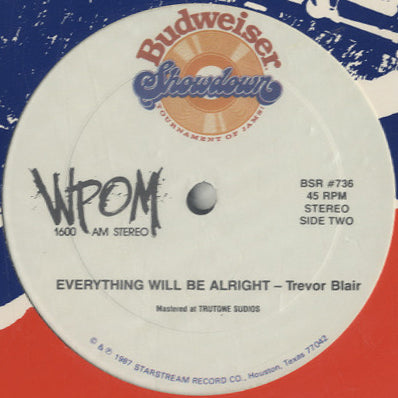 Budweiser
Showdown
TOURNAMENT OF JAMS!
WPOM
1600 AM STEREO
BSR #736
45 RPM
STEREO
SIDE TWO
EVERYTHING WILL BE ALRIGHT – Trevor Blair
Mastered at TRUTONE SUDIOS
© & ℗ 1987 STARSTREAM RECORD CO., Houston, Texas 77042